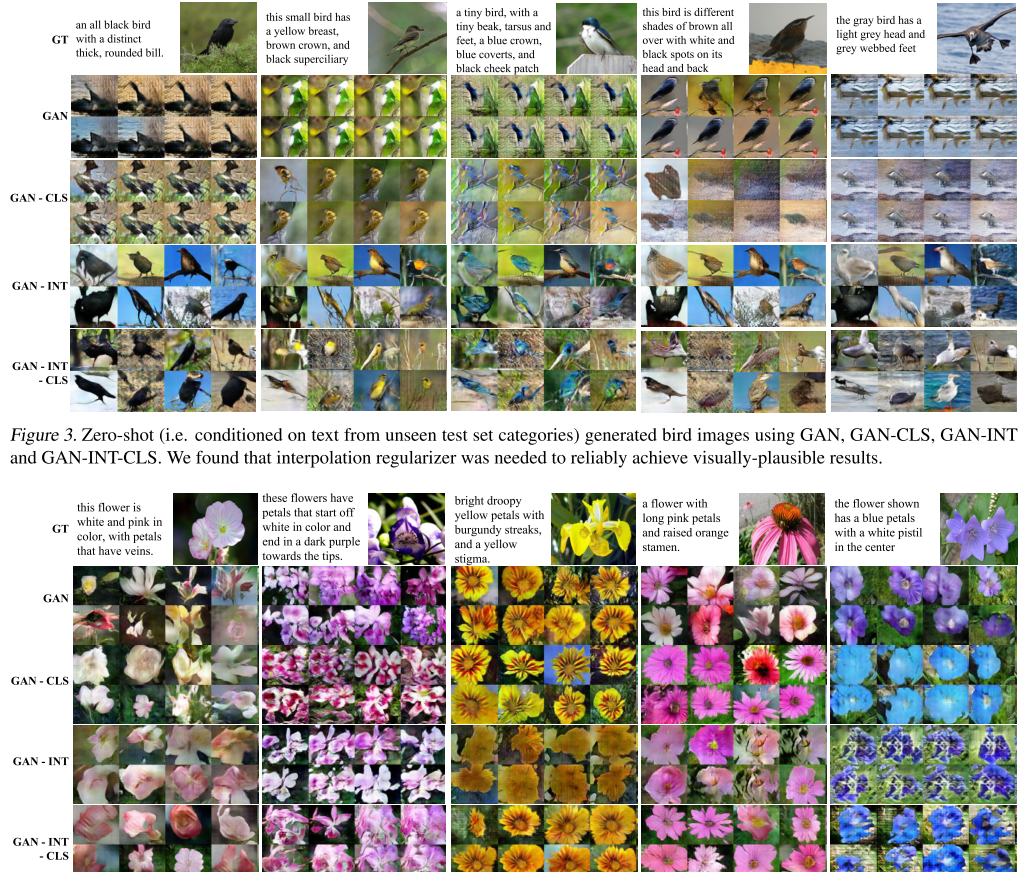 GT
an all black bird
with a distinct
thick, rounded bill.
this small bird has
a yellow breast,
brown crown, and
black superciliary
a tiny bird, with a
tiny beak, tarsus and
feet, a blue crown,
blue coverts, and
black cheek patch
this bird is different
shades of brown all
over with white and
black spots on its
head and back
the gray bird has a
light grey head and
grey webbed feet
GAN
GAN - CLS
GAN - INT
GAN - INT
- CLS
Figure 3. Zero-shot (i.e. conditioned on text from unseen test set categories) generated bird images using GAN, GAN-CLS, GAN-INT
and GAN-INT-CLS. We found that interpolation regularizer was needed to reliably achieve visually-plausible results.
GT
this flower is
white and pink in
color, with petals
that have veins.
these flowers have
petals that start off
white in color and
end in a dark purple
towards the tips.
bright droopy
yellow petals with
burgundy streaks,
and a yellow
stigma.
a flower with
long pink petals
and raised orange
stamen.
the flower shown
has a blue petals
with a white pistil
in the center
GAN
GAN - CLS
GAN - INT
GAN - INT
- CLS